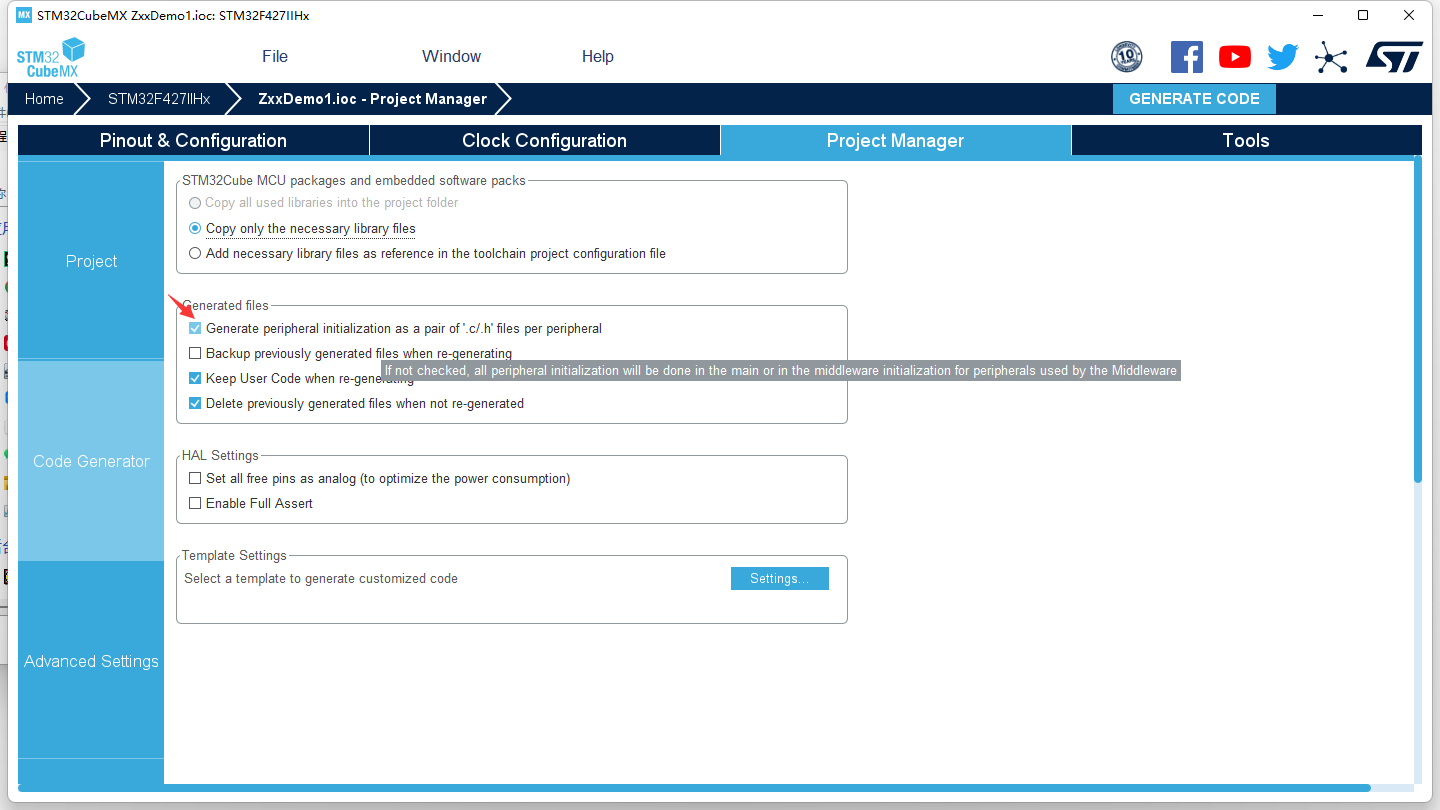 MX STM32CubeMX ZxxDemo1.ioc: STM32F427IIHx
STM32
CubeMX
File Window Help
10
YEARS
Home STM32F427IIHx ZxxDemo1.ioc - Project Manager GENERATE CODE
Pinout & Configuration Clock Configuration Project Manager Tools
STM32Cube MCU packages and embedded software packs
Copy all used libraries into the project folder
Copy only the necessary library files
Add necessary library files as reference in the toolchain project configuration file
Project
Generated files
Generate peripheral initialization as a pair of '.c/.h' files per peripheral
Backup previously generated files when re-generating
If not checked, all peripheral initialization will be done in the main or in the middleware initialization for peripherals used by the Middleware
Keep User Code when re-generating
Delete previously generated files when not re-generated
Code Generator
HAL Settings
Set all free pins as analog (to optimize the power consumption)
Enable Full Assert
Template Settings
Select a template to generate customized code Settings...
Advanced Settings